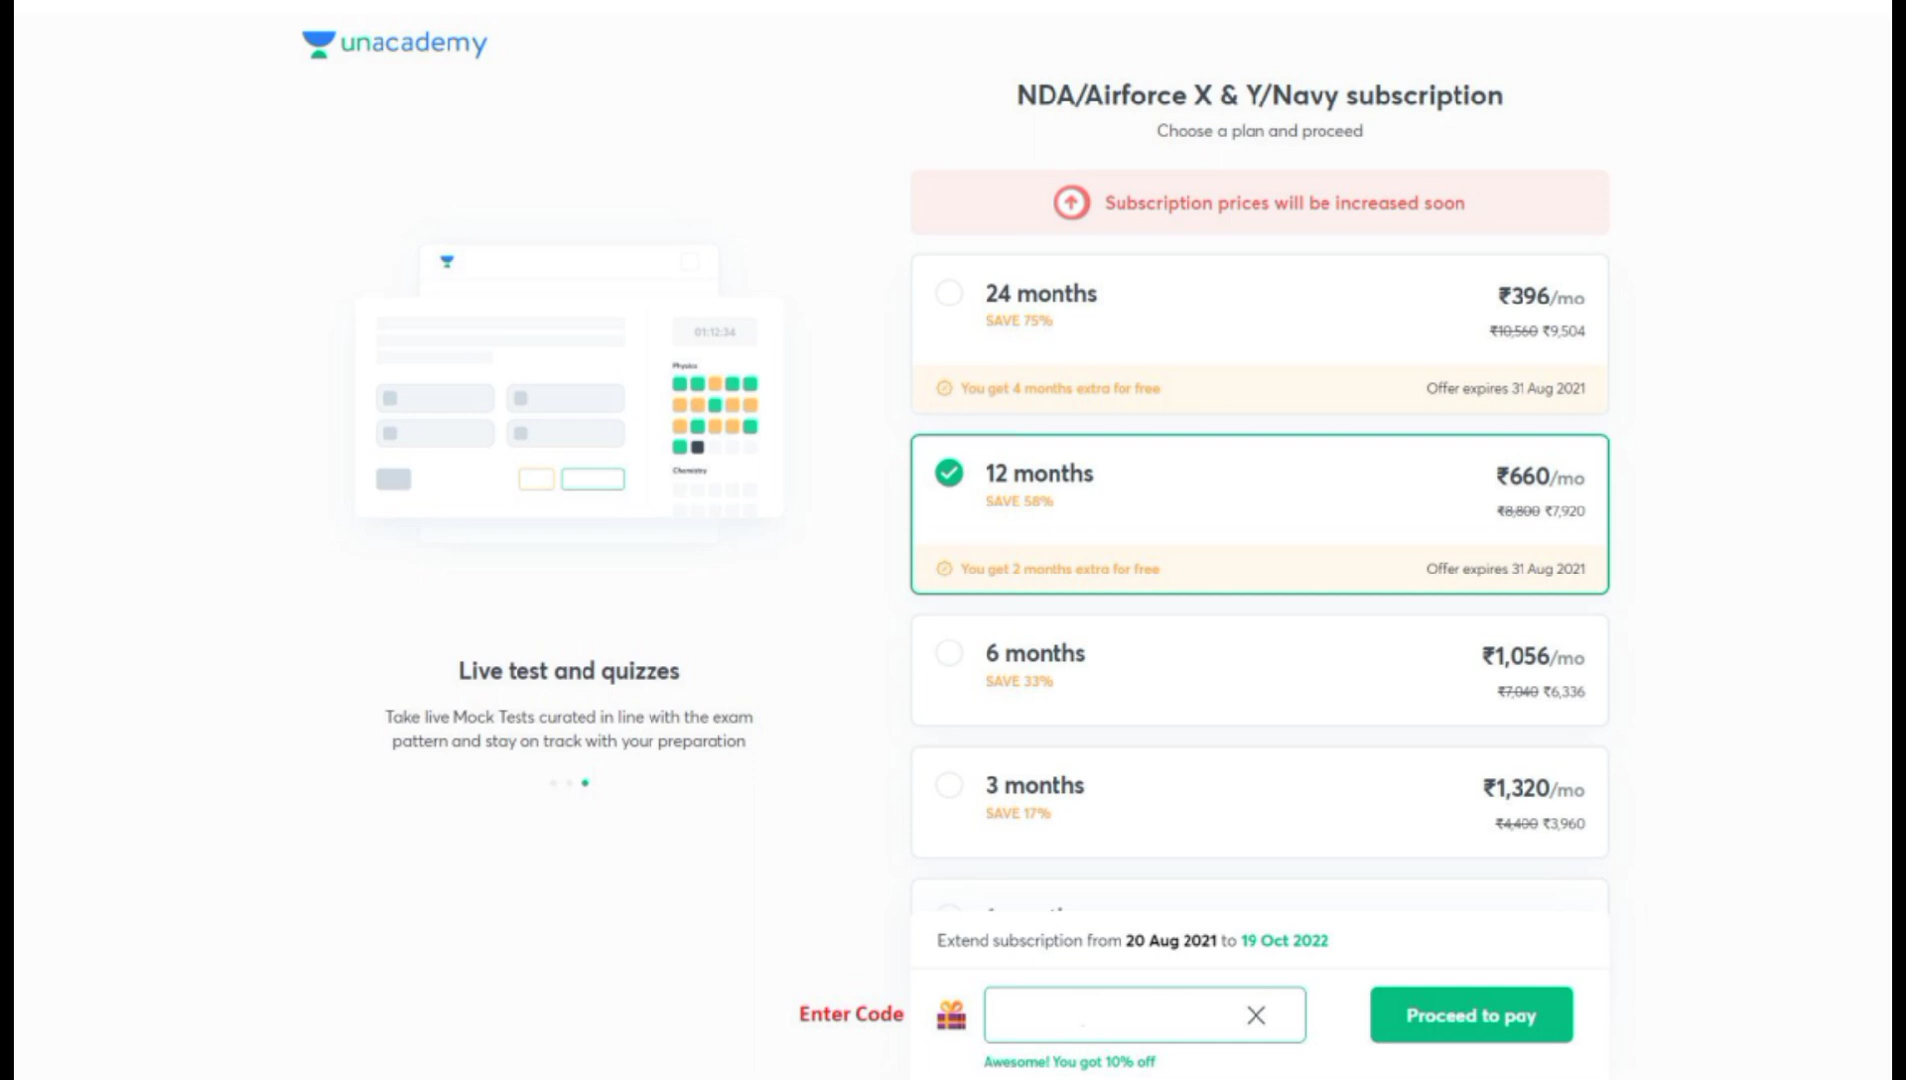 unacademy
NDA/Airforce X & Y/Navy subscription
Choose a plan and proceed
Subscription prices will be increased soon
24 months
₹396/mo
SAVE 75%
₹10,560 ₹9,504
You get 4 months extra for free
Offer expires 31 Aug 2021
12 months
₹660/mo
SAVE 58%
₹8,800 ₹7,920
You get 2 months extra for free
Offer expires 31 Aug 2021
6 months
₹1,056/mo
SAVE 33%
₹7,040 ₹6,336
3 months
₹1,320/mo
SAVE 17%
₹4,400 ₹3,960
01:12:34
Physics
Chemistry
Live test and quizzes
Take live Mock Tests curated in line with the exam
pattern and stay on track with your preparation
Extend subscription from 20 Aug 2021 to 19 Oct 2022
Enter Code
Proceed to pay
Awesome! You got 10% off